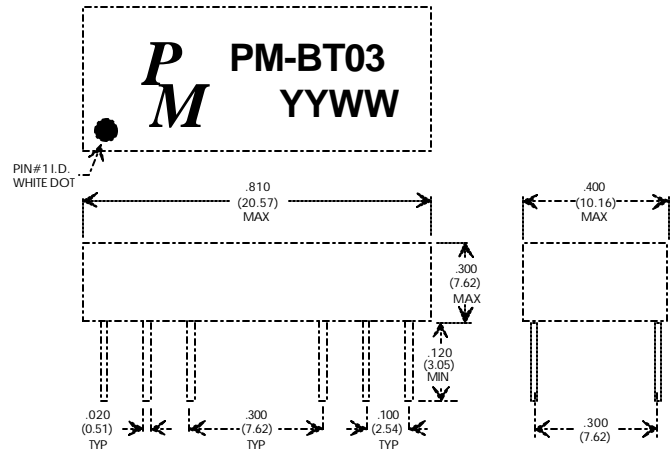 P
M
PM-BT03
YYWW
PIN#1 I.D.
WHITE DOT
.810
(20.57)
MAX
.400
(10.16)
MAX
.300
(7.62)
MAX
.120
(3.05)
MIN
.020
(0.51)
TYP
.300
(7.62)
TYP
.100
(2.54)
TYP
.300
(7.62)